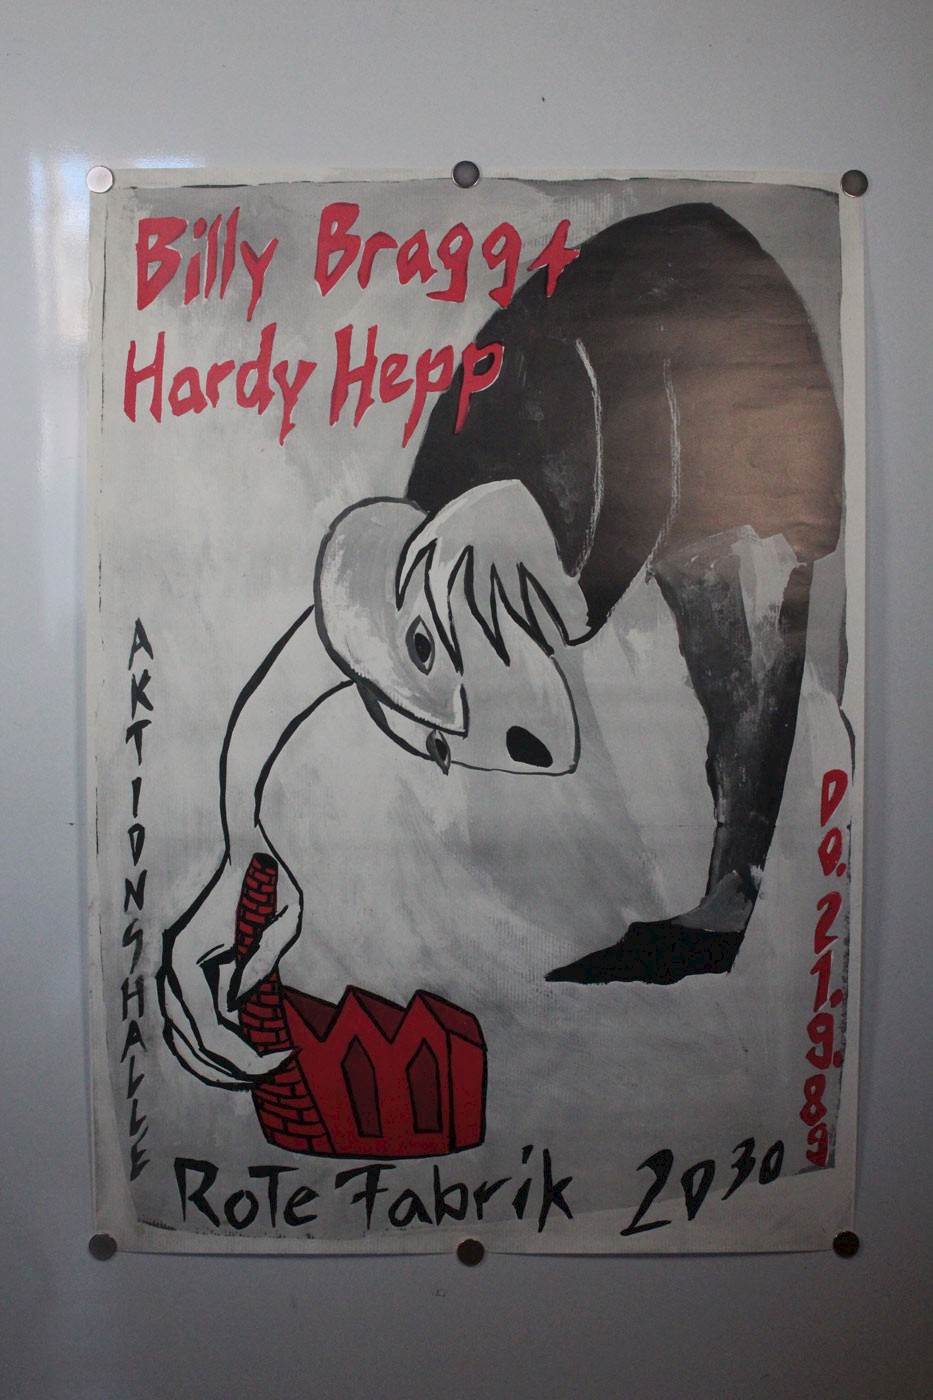 Billy Bragg +
Hardy Hepp
AKTIONSHALLE
DO. 21.9.89
RoTe Fabrik 2030